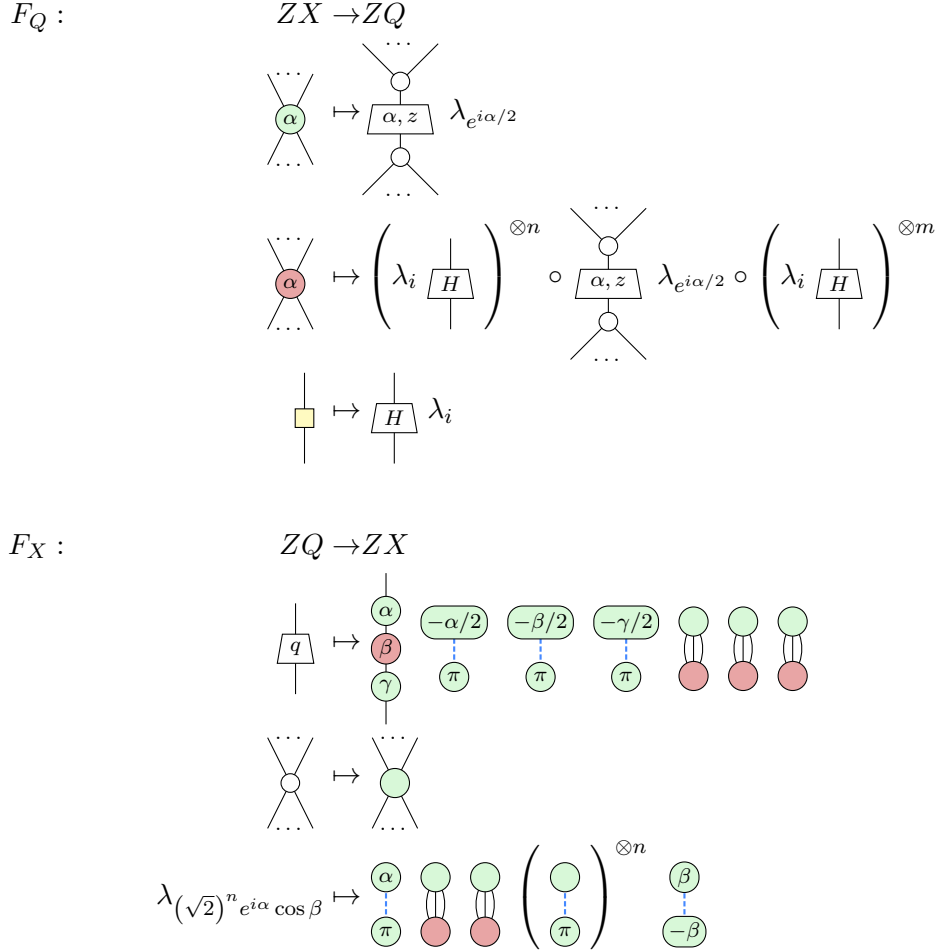 F_Q : ZX → ZQ
··· ···
α ↦ α, z λ_{e^{iα/2}}
··· ···
··· ···
α ↦ ( λ_i H )^{⊗n} ∘ α, z λ_{e^{iα/2}} ∘ ( λ_i H )^{⊗m}
··· ···
↦ H λ_i
F_X : ZQ → ZX
q ↦ α β γ −α/2 π −β/2 π −γ/2 π
··· ···
↦
··· ···
λ_{(√2)^n e^{iα} cos β} ↦ α π ( π )^{⊗n} β −β